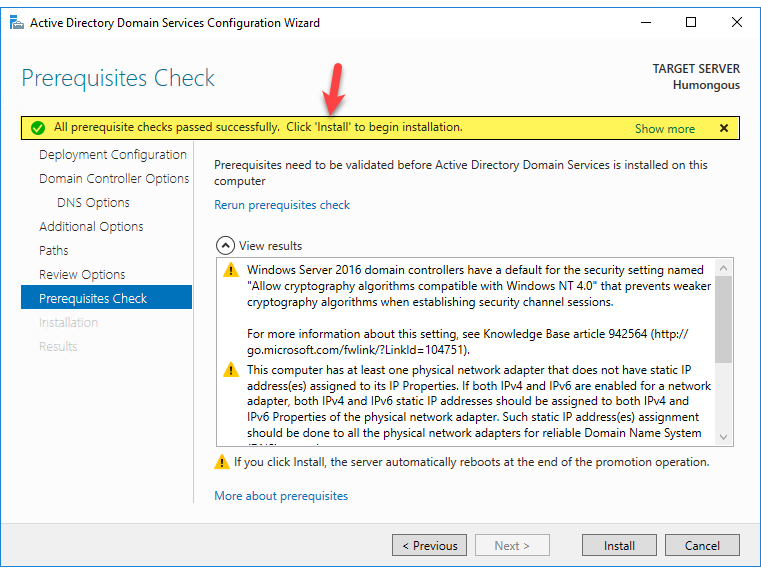 Active Directory Domain Services Configuration Wizard
Prerequisites Check
TARGET SERVER
Humongous
All prerequisite checks passed successfully.  Click 'Install' to begin installation.
Show more
Deployment Configuration
Domain Controller Options
DNS Options
Additional Options
Paths
Review Options
Prerequisites Check
Installation
Results
Prerequisites need to be validated before Active Directory Domain Services is installed on this
computer
Rerun prerequisites check
View results
Windows Server 2016 domain controllers have a default for the security setting named
"Allow cryptography algorithms compatible with Windows NT 4.0" that prevents weaker
cryptography algorithms when establishing security channel sessions.
For more information about this setting, see Knowledge Base article 942564 (http://
go.microsoft.com/fwlink/?LinkId=104751).
This computer has at least one physical network adapter that does not have static IP
address(es) assigned to its IP Properties. If both IPv4 and IPv6 are enabled for a network
adapter, both IPv4 and IPv6 static IP addresses should be assigned to both IPv4 and
IPv6 Properties of the physical network adapter. Such static IP address(es) assignment
should be done to all the physical network adapters for reliable Domain Name System
If you click Install, the server automatically reboots at the end of the promotion operation.
More about prerequisites
< Previous
Next >
Install
Cancel